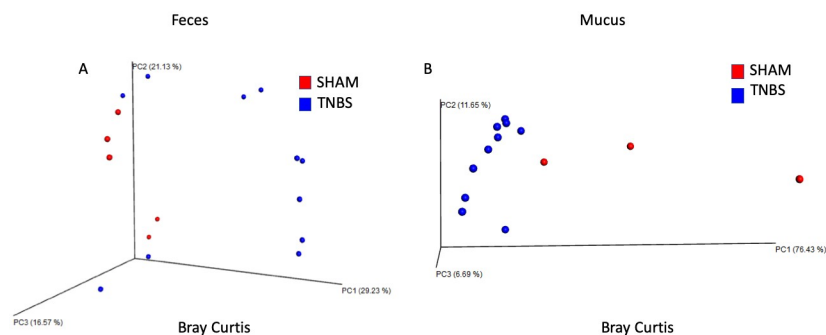 Feces
Mucus
A
PC2 (21.13 %)
SHAM
TNBS
PC1 (29.23 %)
PC3 (16.57 %)
Bray Curtis
B
PC2 (11.65 %)
SHAM
TNBS
PC1 (76.43 %)
PC3 (6.69 %)
Bray Curtis